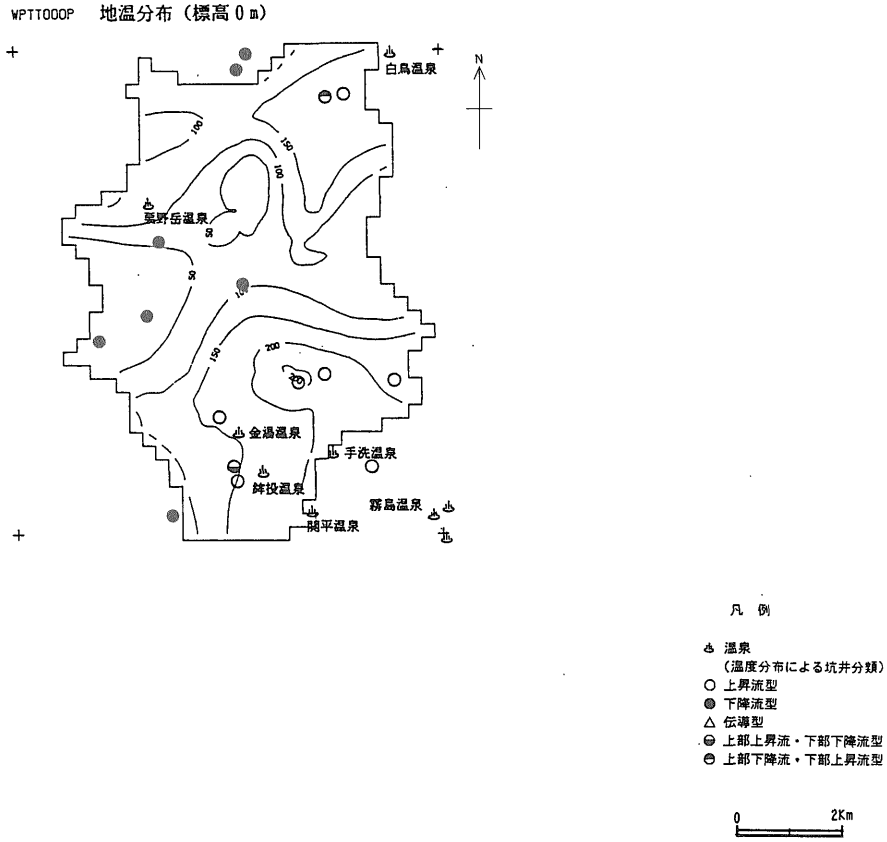 WPTT000P 地温分布（標高0m）
白鳥温泉
N
100
150
100
栗野岳温泉
50
50
100
150
200
金湯温泉
手洗温泉
鉾投温泉
霧島温泉
関平温泉
凡 例
温泉
（温度分布による坑井分類）
上昇流型
下降流型
伝導型
上部上昇流・下部下降流型
上部下降流・下部上昇流型
0 2Km